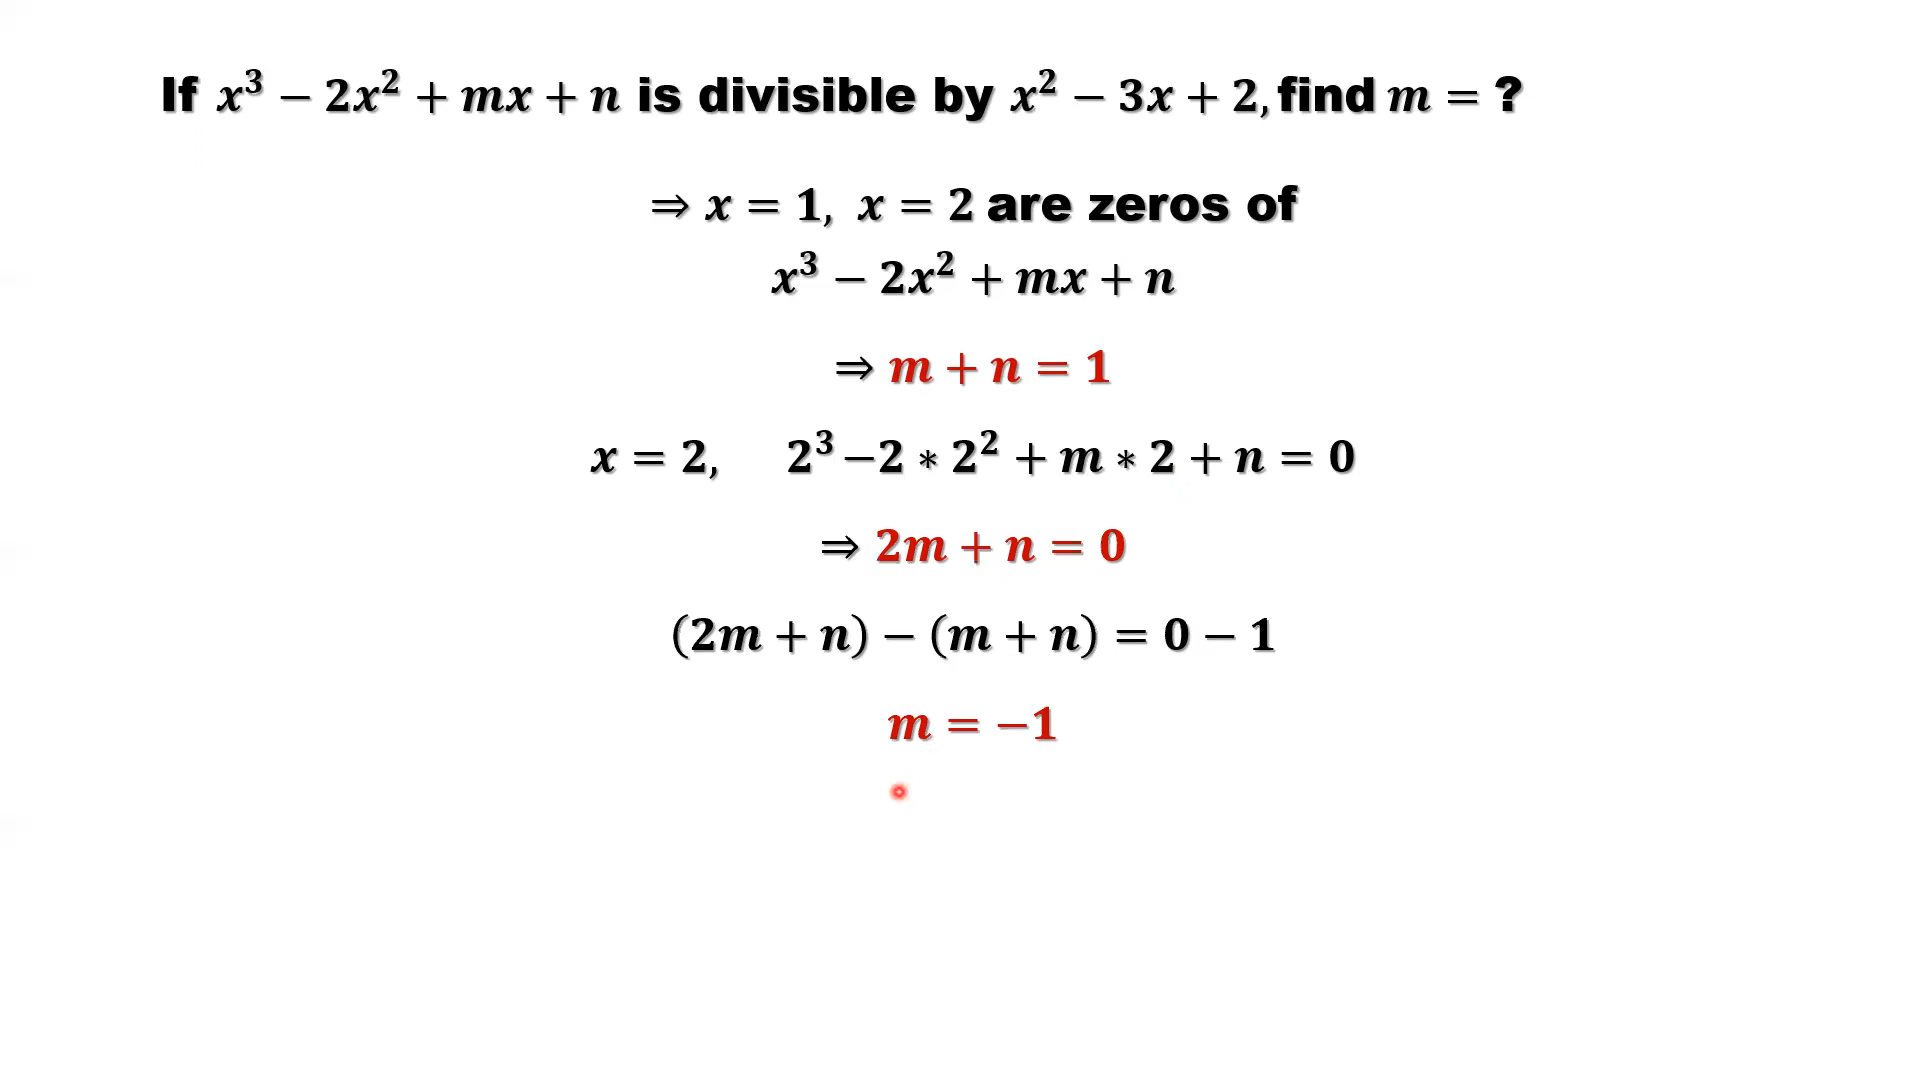 If x³ − 2x² + mx + n is divisible by x² − 3x + 2, find m = ?
⇒ x = 1, x = 2 are zeros of
x³ − 2x² + mx + n
⇒ m + n = 1
x = 2, 2³ −2 ∗ 2² + m ∗ 2 + n = 0
⇒ 2m + n = 0
(2m + n) − (m + n) = 0 − 1
m = −1